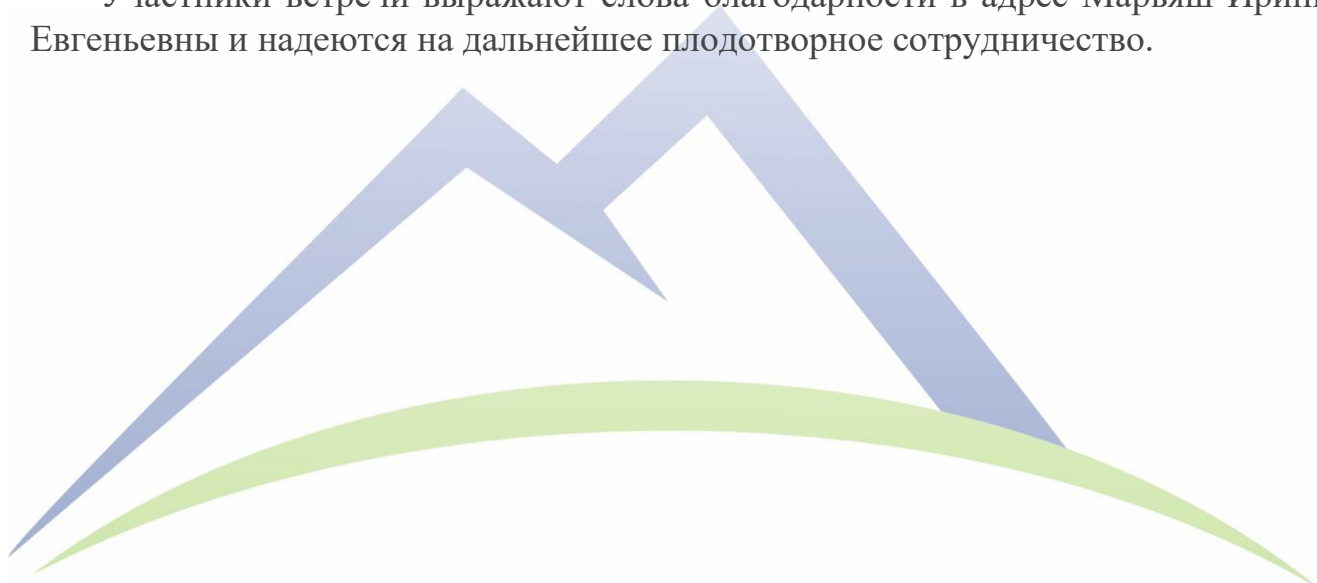 Участники встречи выражают слова благодарности в адрес Марьяш
Евгеньевны и надеются на дальнейшее плодотворное сотрудничество.